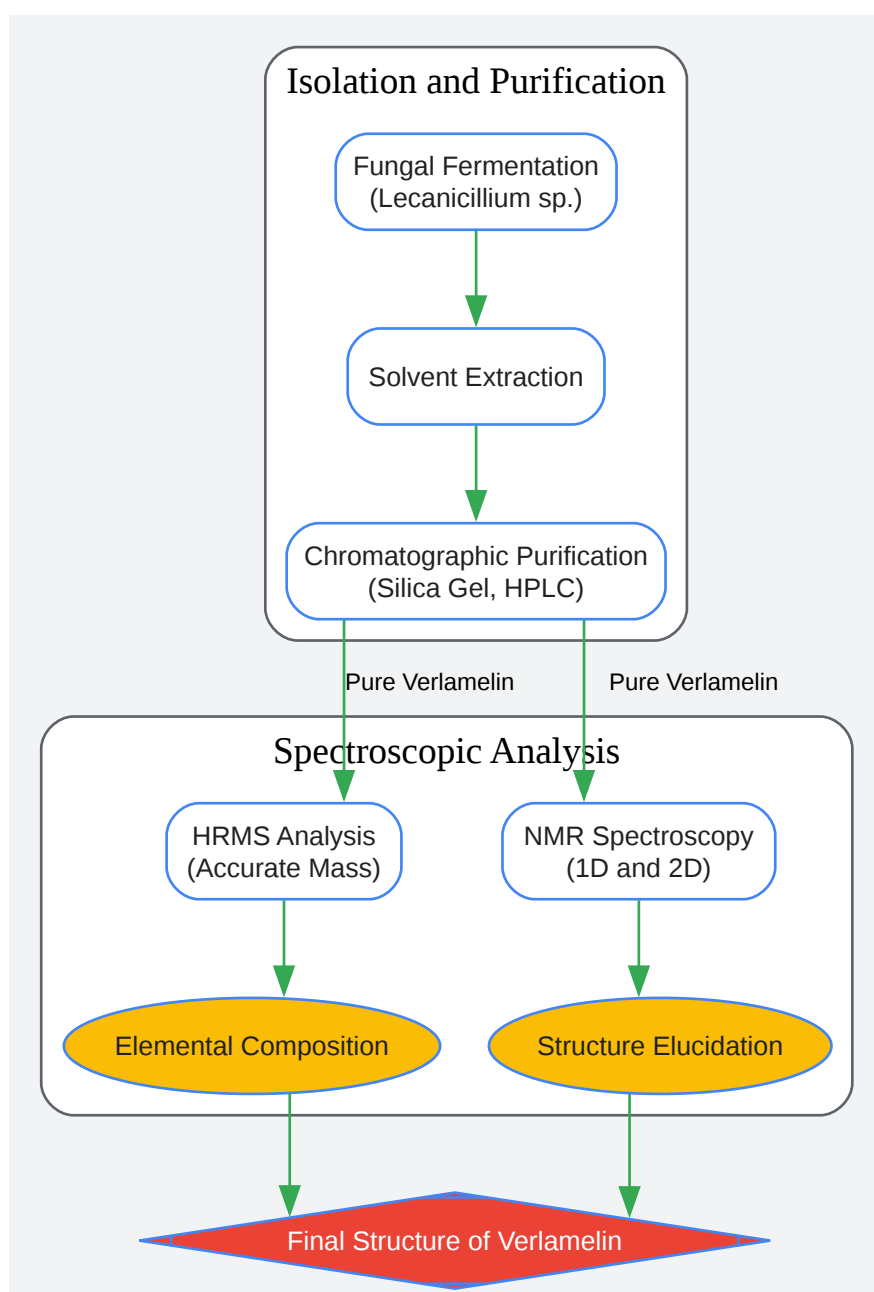 Isolation and Purification
Fungal Fermentation
(Lecanicillium sp.)
Solvent Extraction
Chromatographic Purification
(Silica Gel, HPLC)
Pure Verlamelin
Pure Verlamelin
Spectroscopic Analysis
HRMS Analysis
(Accurate Mass)
NMR Spectroscopy
(1D and 2D)
Elemental Composition
Structure Elucidation
Final Structure of Verlamelin